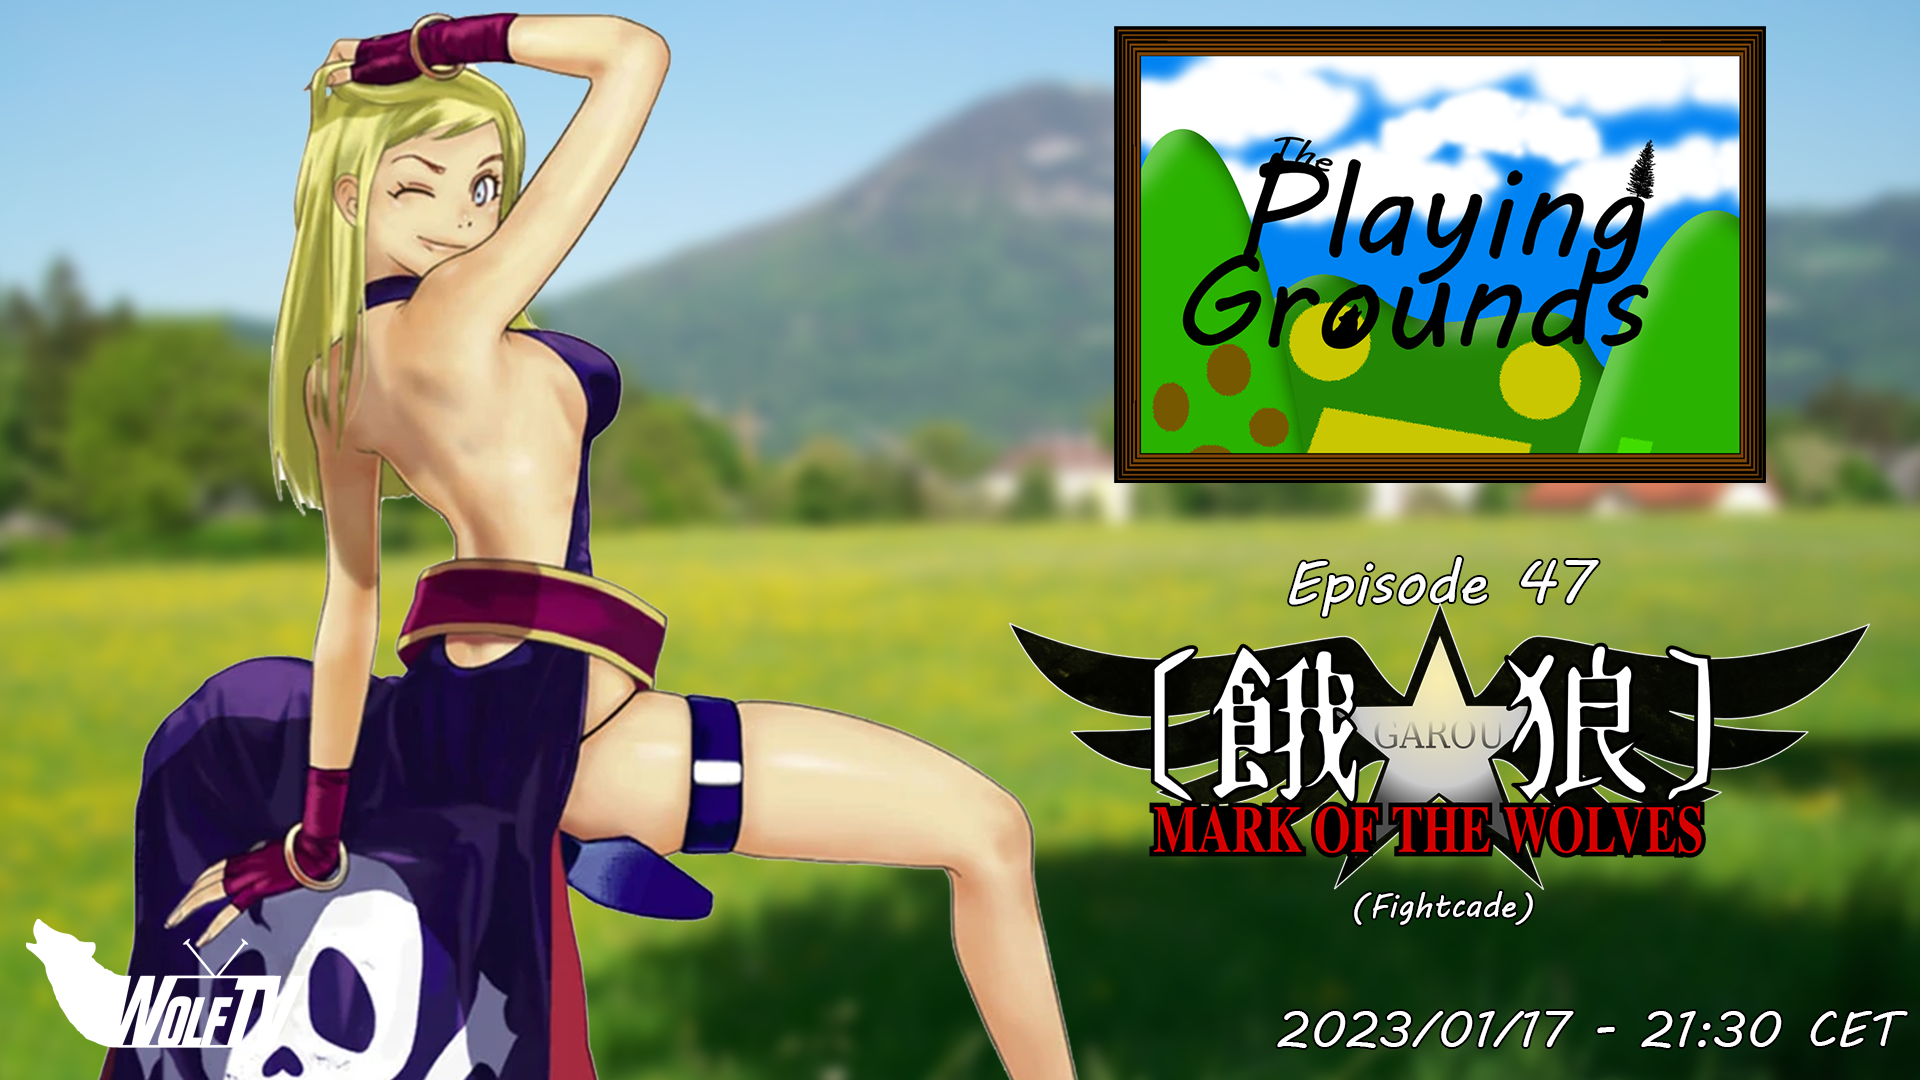 The
Playing
Grounds
Episode 47
〔餓 狼〕
GAROU
MARK OF THE WOLVES
(Fightcade)
WOLFTV
2023/01/17 - 21:30 CET